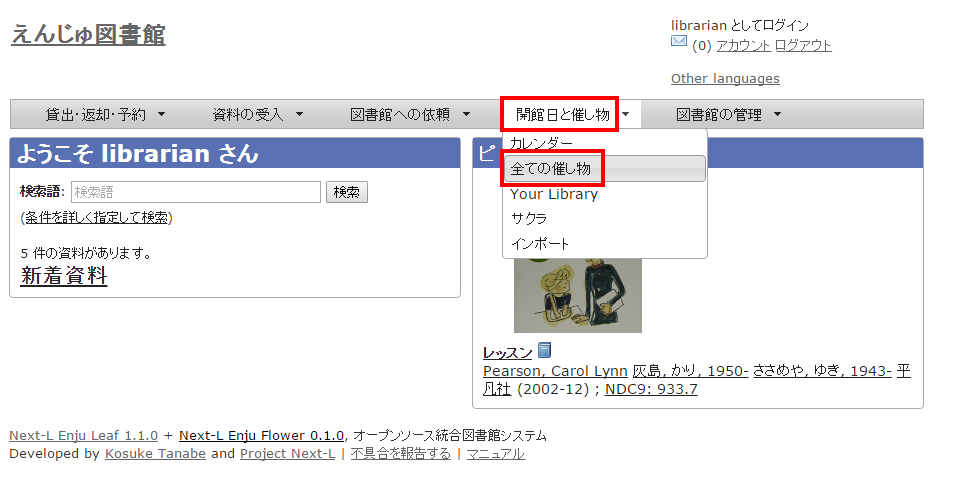 えんじゅ図書館
librarian としてログイン
(0) アカウント ログアウト
Other languages
貸出・返却・予約 資料の受入 図書館への依頼 開館日と催し物 図書館の管理
ようこそ librarian さん
検索語: 検索語 検索
(条件を詳しく指定して検索)
5 件の資料があります。
新着資料
ピ
カレンダー
全ての催し物
Your Library
サクラ
インポート
レッスン
Pearson, Carol Lynn 灰島, かり, 1950- ささめや, ゆき, 1943- 平
凡社 (2002-12) ; NDC9: 933.7
Next-L Enju Leaf 1.1.0 + Next-L Enju Flower 0.1.0, オープンソース統合図書館システム
Developed by Kosuke Tanabe and Project Next-L | 不具合を報告する | マニュアル